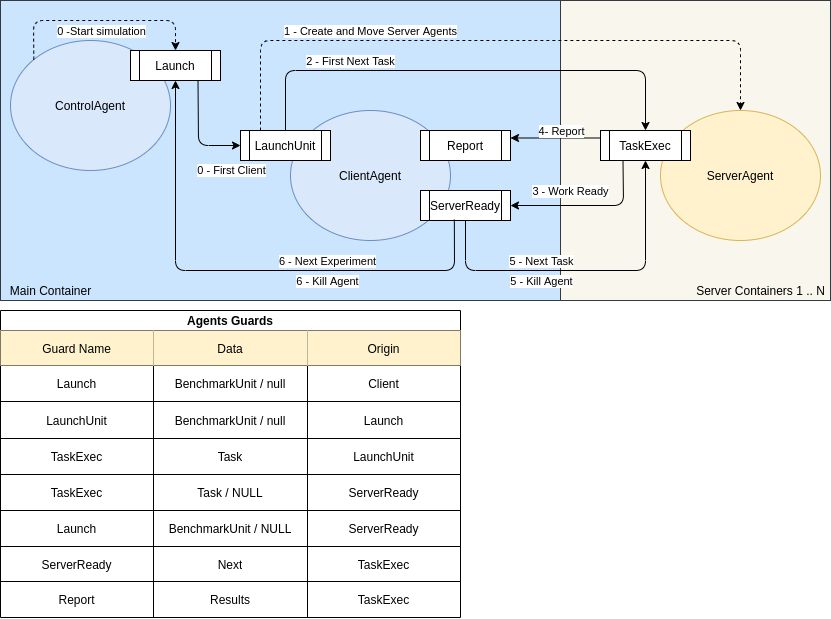 0 -Start simulation
1 - Create and Move Server Agents
2 - First Next Task
Launch
ControlAgent
4- Report
LaunchUnit
Report
TaskExec
0 - First Client
ClientAgent
ServerAgent
3 - Work Ready
ServerReady
6 - Next Experiment
5 - Next Task
6 - Kill Agent
5 - Kill Agent
Main Container
Server Containers 1 .. N
Agents Guards
Guard Name Data Origin
Launch BenchmarkUnit / null Client
LaunchUnit BenchmarkUnit / null Launch
TaskExec Task LaunchUnit
TaskExec Task / NULL ServerReady
Launch BenchmarkUnit / NULL ServerReady
ServerReady Next TaskExec
Report Results TaskExec